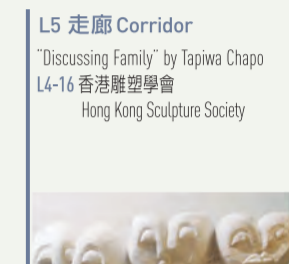 L5 走廊 Corridor
"Discussing Family" by Tapiwa Chapo
L4-16 香港雕塑學會
Hong Kong Sculpture Society